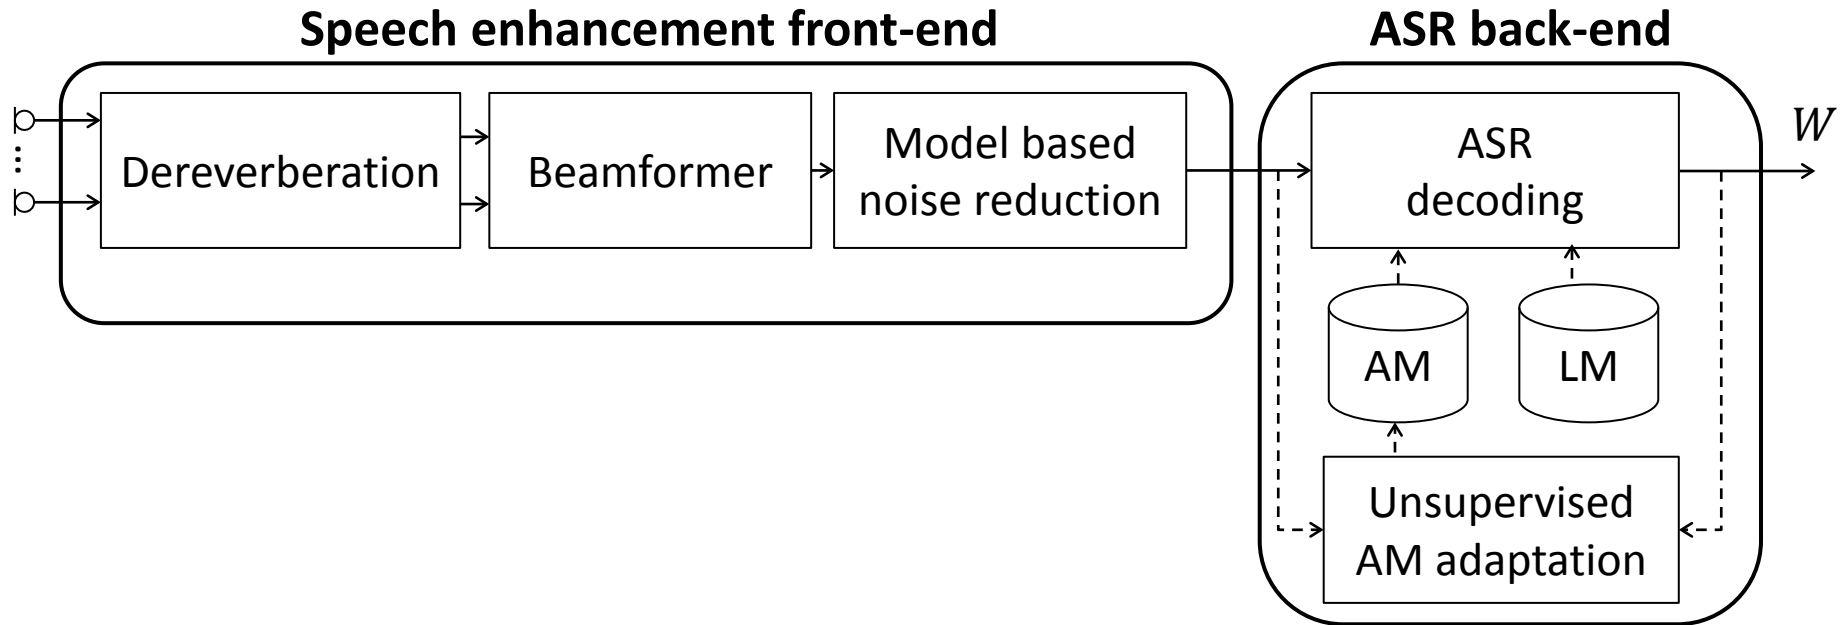 Speech enhancement front-end
ASR back-end
Dereverberation
Beamformer
Model based
noise reduction
ASR
decoding
W
AM
LM
Unsupervised
AM adaptation